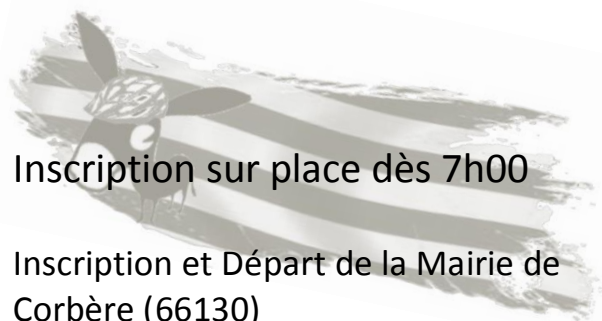 Inscription sur place dès 7h00
Inscription et Départ de la Mairie de
Corbère (66130)